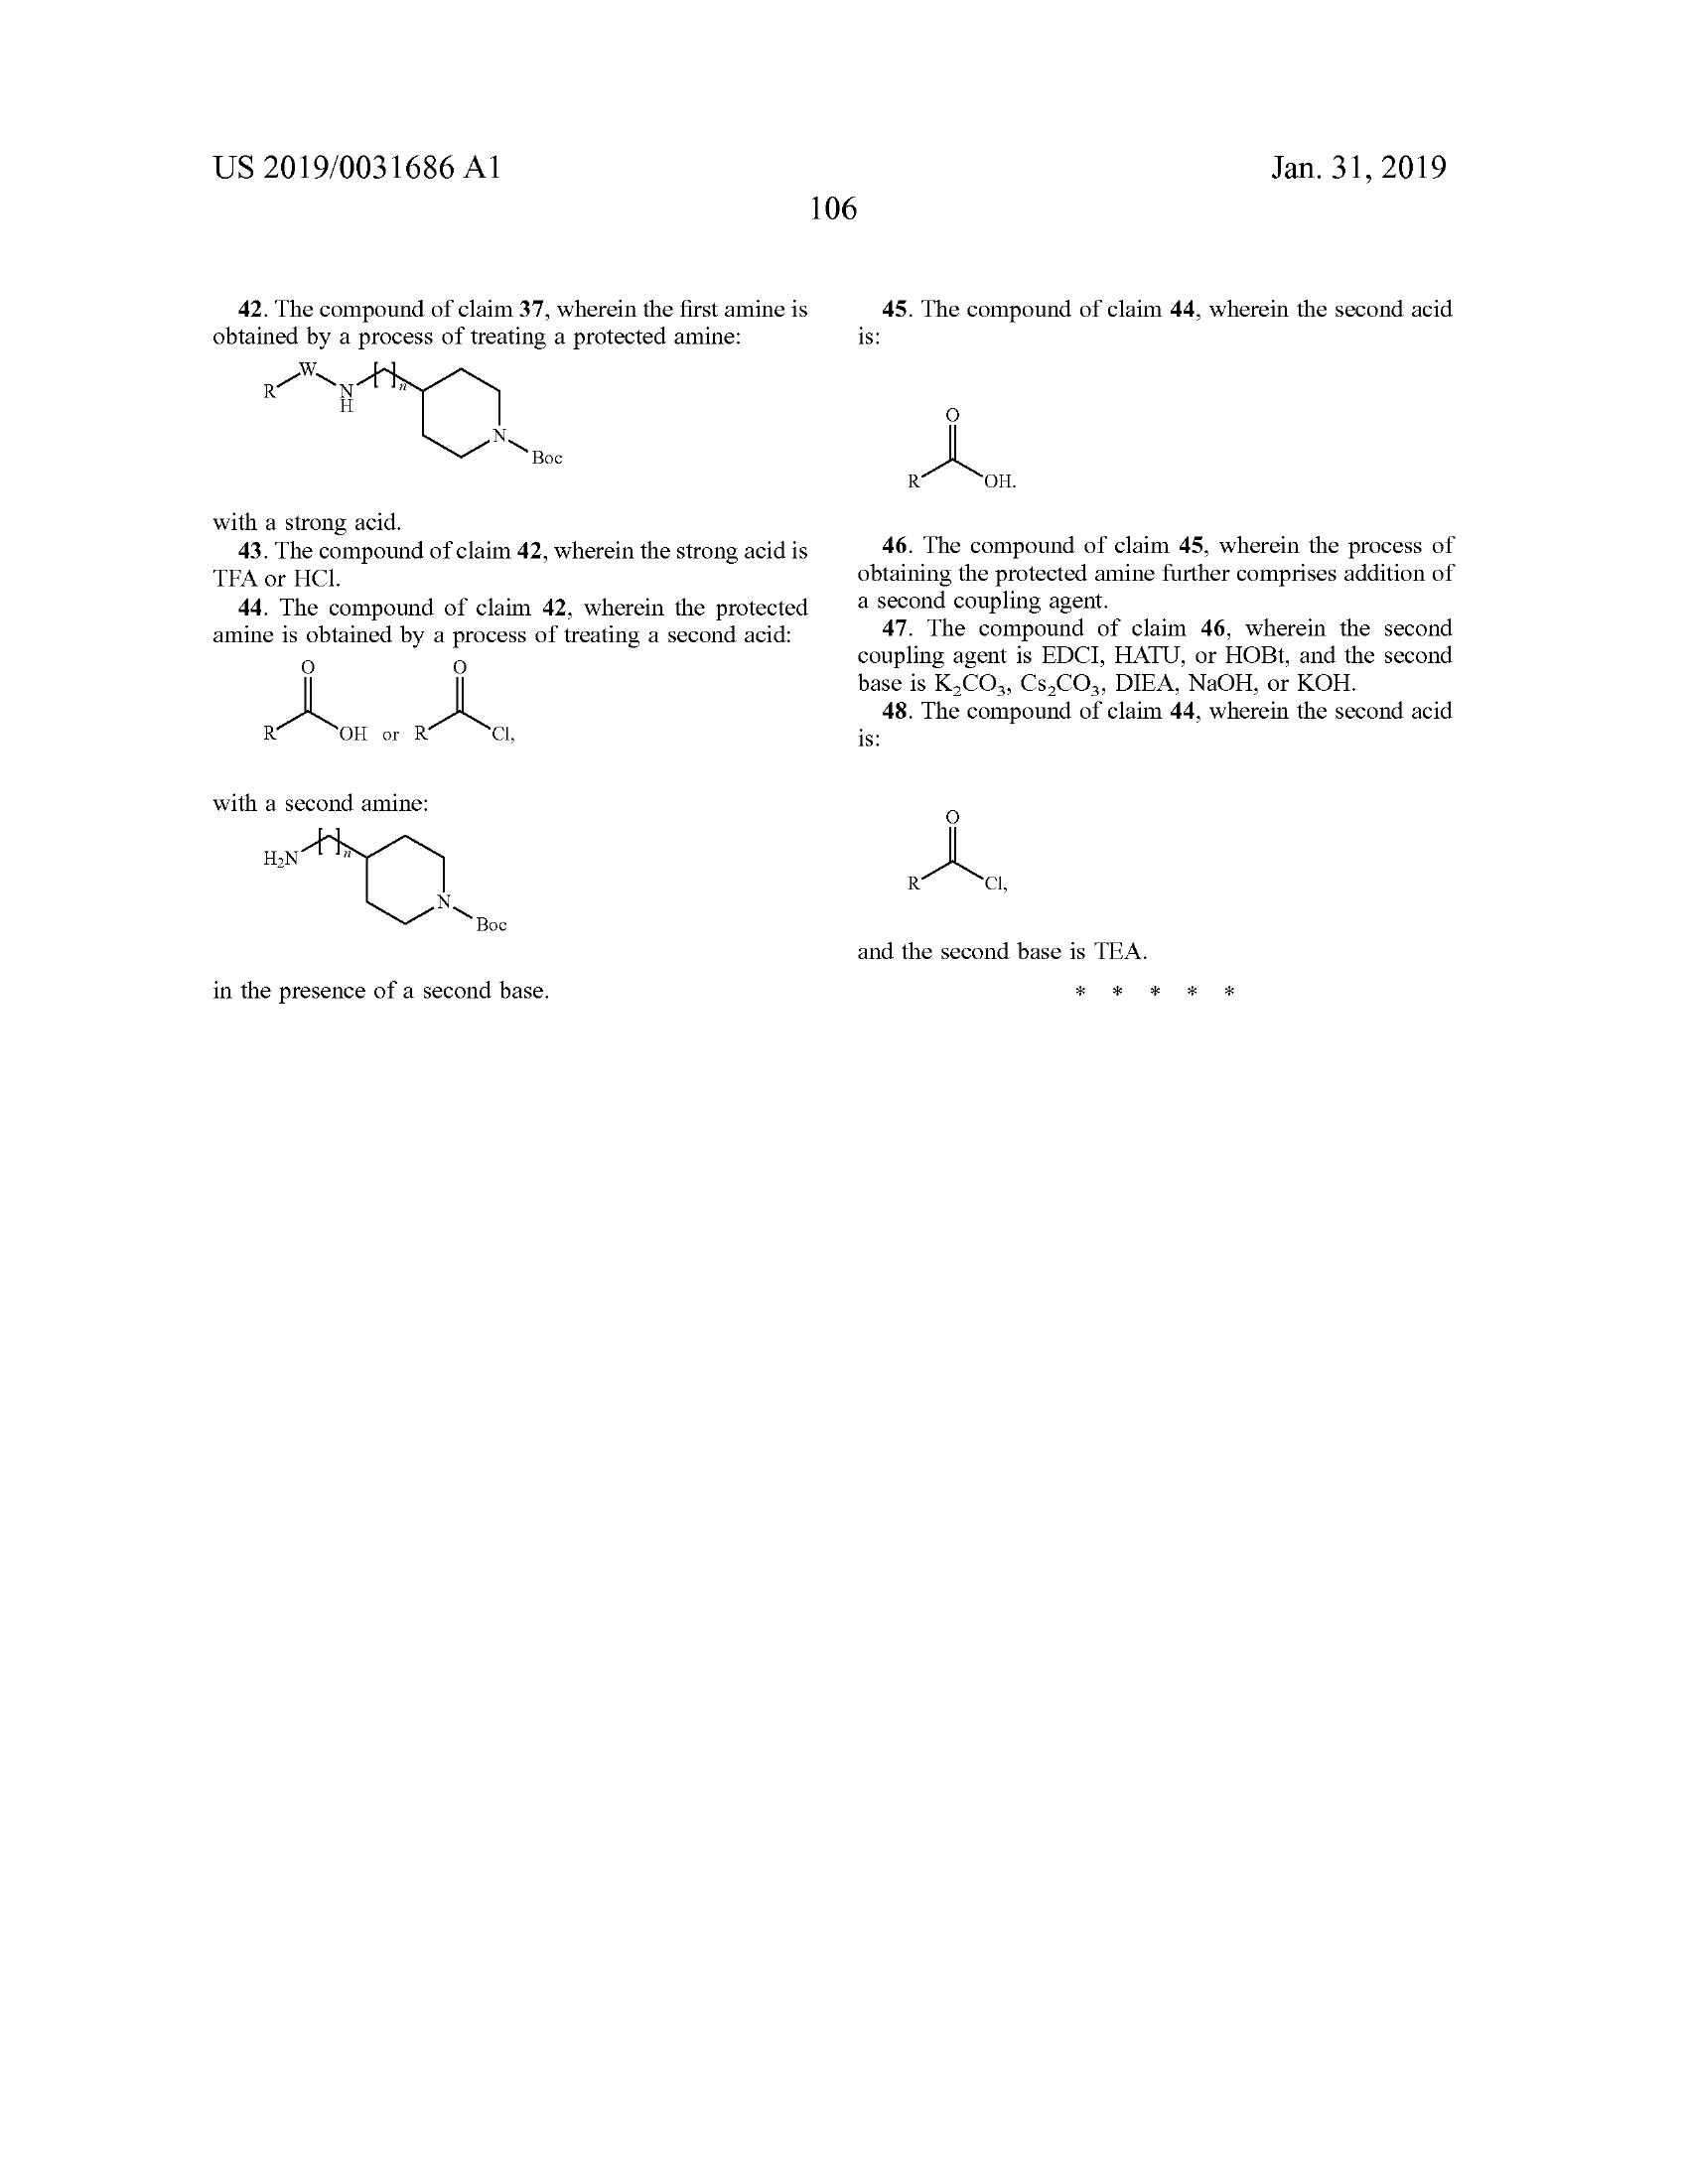 US 2019/0031686 A1
Jan. 31, 2019
106
42. The compound of claim 37, wherein the first amine is
obtained by a process of treating a protected amine:
R W N H [ ]n N Boc
with a strong acid.
43. The compound of claim 42, wherein the strong acid is
TFA or HCl.
44. The compound of claim 42, wherein the protected
amine is obtained by a process of treating a second acid:
O O
R OH or R Cl,
with a second amine:
H₂N [ ]n N Boc
in the presence of a second base.
45. The compound of claim 44, wherein the second acid
is:
O
R OH.
46. The compound of claim 45, wherein the process of
obtaining the protected amine further comprises addition of
a second coupling agent.
47. The compound of claim 46, wherein the second
coupling agent is EDCI, HATU, or HOBt, and the second
base is K₂CO₃, Cs₂CO₃, DIEA, NaOH, or KOH.
48. The compound of claim 44, wherein the second acid
is:
O
R Cl,
and the second base is TEA.
* * * * *